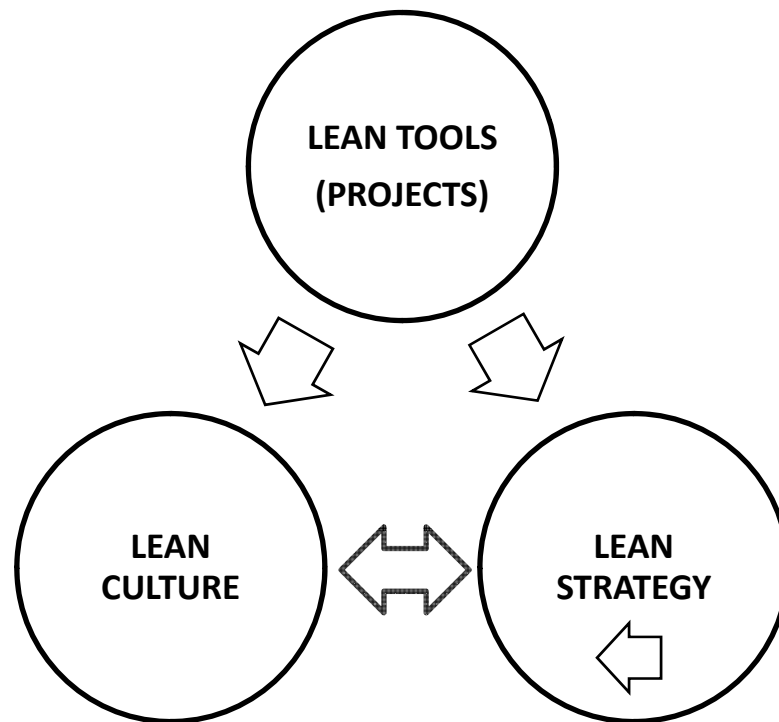 LEAN TOOLS
(PROJECTS)
LEAN
CULTURE
LEAN
STRATEGY